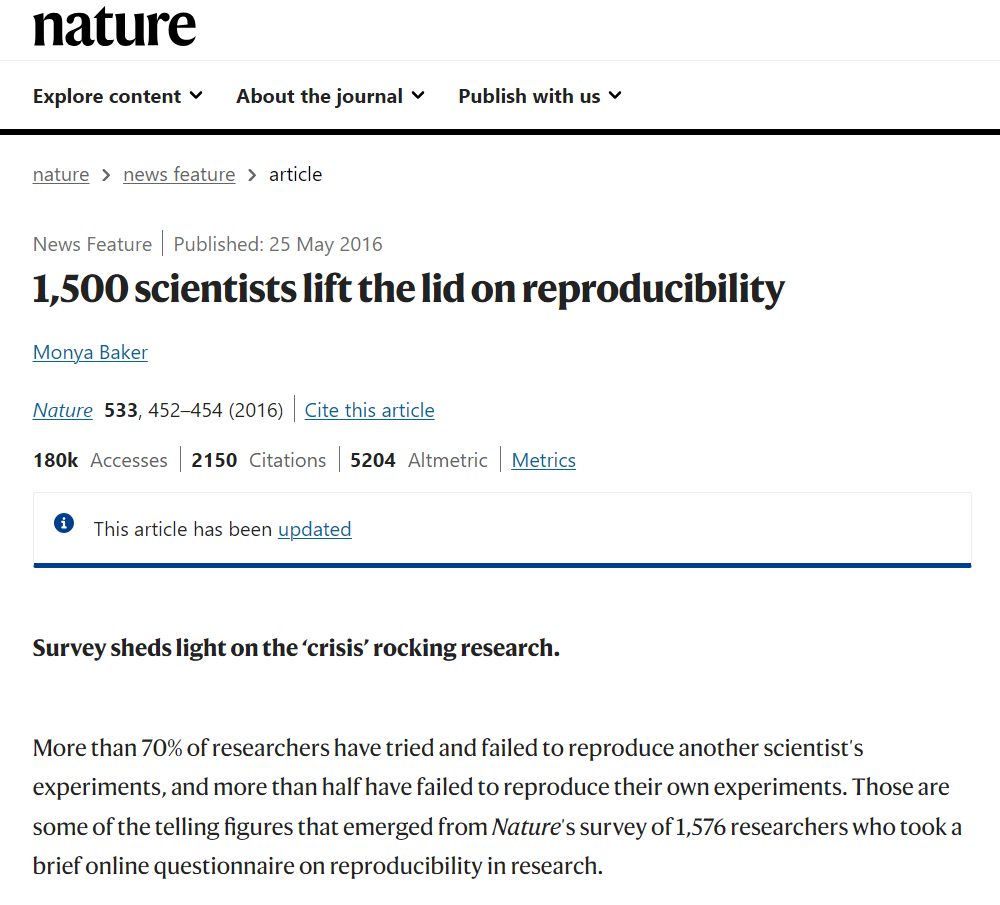 nature
Explore content About the journal Publish with us
nature > news feature > article
News Feature | Published: 25 May 2016
1,500 scientists lift the lid on reproducibility
Monya Baker
Nature 533, 452–454 (2016) | Cite this article
180k Accesses | 2150 Citations | 5204 Altmetric | Metrics
This article has been updated
Survey sheds light on the ‘crisis’ rocking research.
More than 70% of researchers have tried and failed to reproduce another scientist's
experiments, and more than half have failed to reproduce their own experiments. Those are
some of the telling figures that emerged from Nature's survey of 1,576 researchers who took a
brief online questionnaire on reproducibility in research.